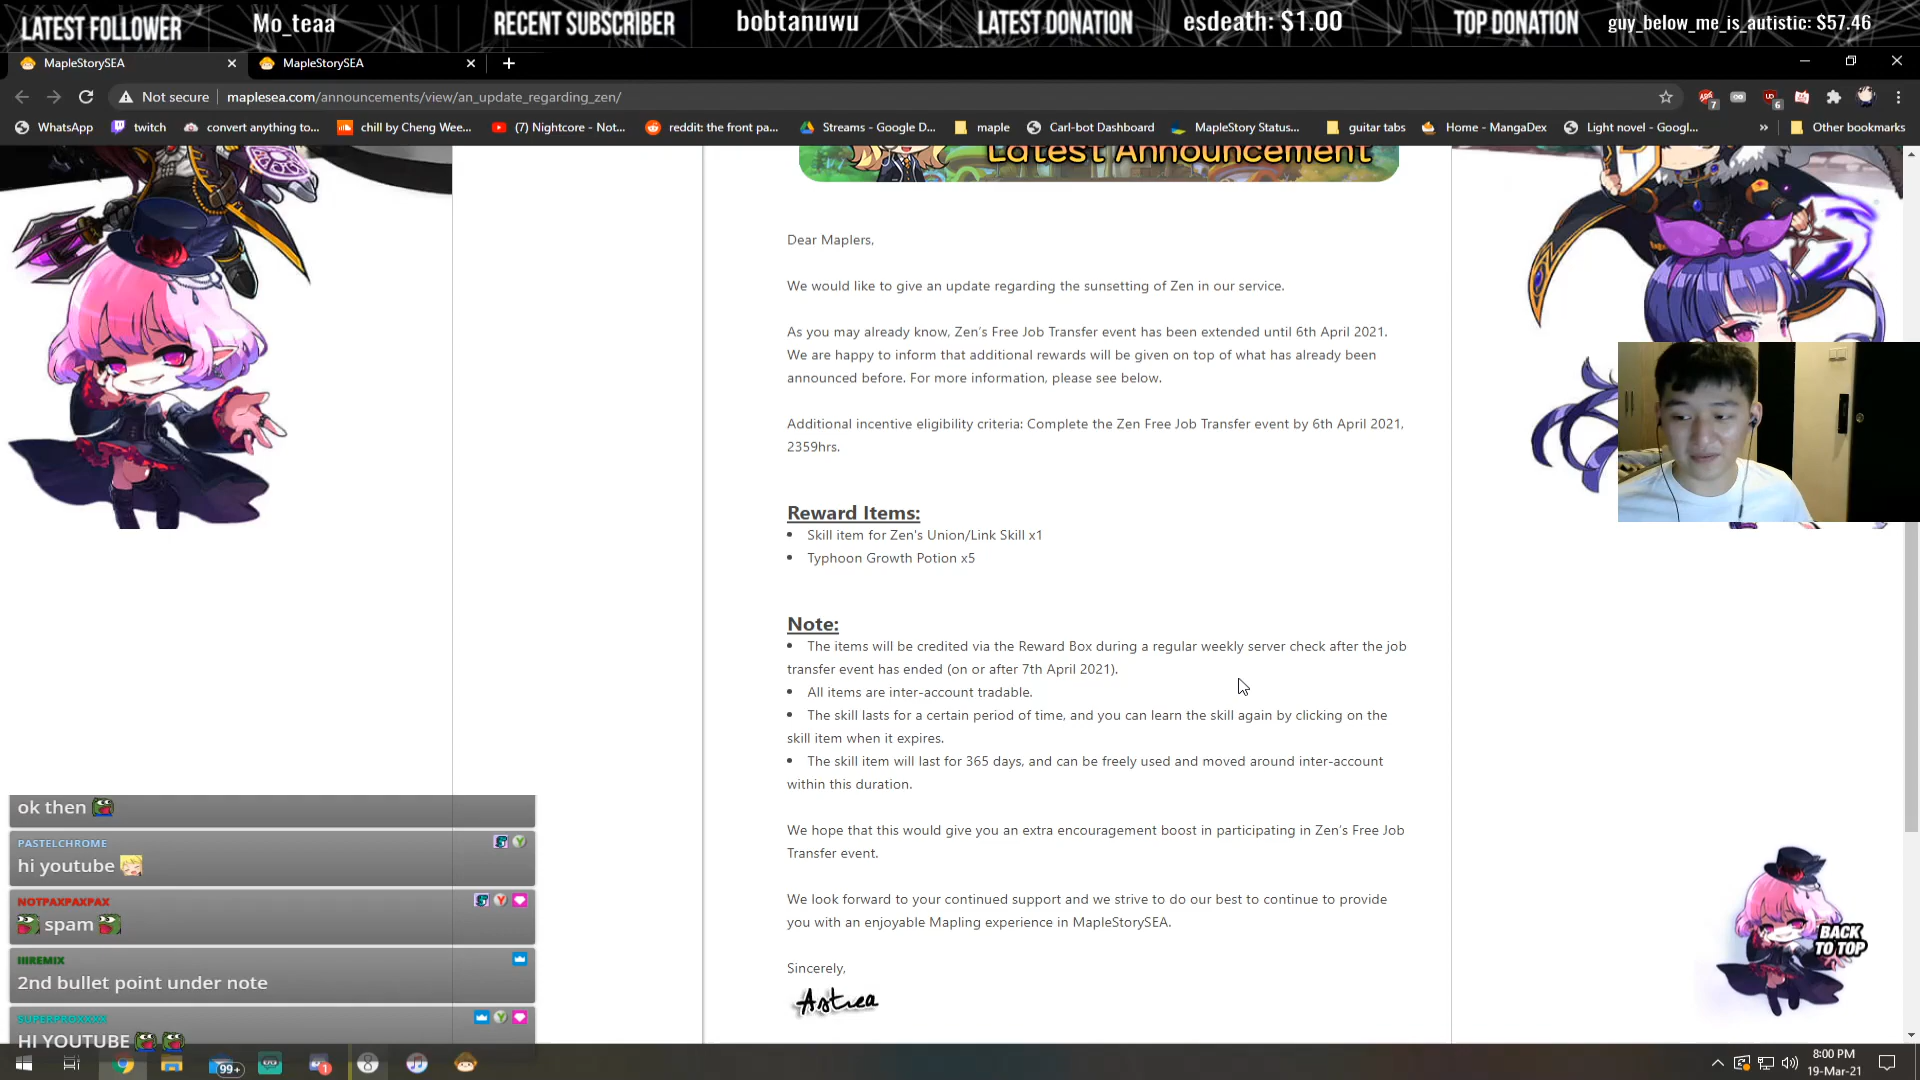 LATEST FOLLOWER
Mo_teaa
RECENT SUBSCRIBER
bobtanuwu
LATEST DONATION
esdeath: $1.00
TOP DONATION
guy_below_me_is_autistic: $57.46
MapleStorySEA
MapleStorySEA
Not secure
maplesea.com/announcements/view/an_update_regarding_zen/
7
6
WhatsApp
twitch
convert anything to...
chill by Cheng Wee...
(7) Nightcore - Not...
reddit: the front pa...
Streams - Google D...
maple
Carl-bot Dashboard
MapleStory Status...
guitar tabs
Home - MangaDex
Light novel - Googl...
»
Other bookmarks
Latest Announcement
Dear Maplers,
We would like to give an update regarding the sunsetting of Zen in our service.
As you may already know, Zen's Free Job Transfer event has been extended until 6th April 2021.
We are happy to inform that additional rewards will be given on top of what has already been
announced before. For more information, please see below.
Additional incentive eligibility criteria: Complete the Zen Free Job Transfer event by 6th April 2021,
2359hrs.
Reward Items:
• Skill item for Zen's Union/Link Skill x1
• Typhoon Growth Potion x5
Note:
• The items will be credited via the Reward Box during a regular weekly server check after the job
transfer event has ended (on or after 7th April 2021).
• All items are inter-account tradable.
• The skill lasts for a certain period of time, and you can learn the skill again by clicking on the
skill item when it expires.
• The skill item will last for 365 days, and can be freely used and moved around inter-account
within this duration.
We hope that this would give you an extra encouragement boost in participating in Zen's Free Job
Transfer event.
We look forward to your continued support and we strive to do our best to continue to provide
you with an enjoyable Mapling experience in MapleStorySEA.
Sincerely,
Astrea
ok then
PASTELCHROME
hi youtube
NOTPAXPAXPAX
spam
IIIREMIX
2nd bullet point under note
SUPERPROXXXX
HI YOUTUBE
BACK
TO TOP
99+
1
8:00 PM
19-Mar-21